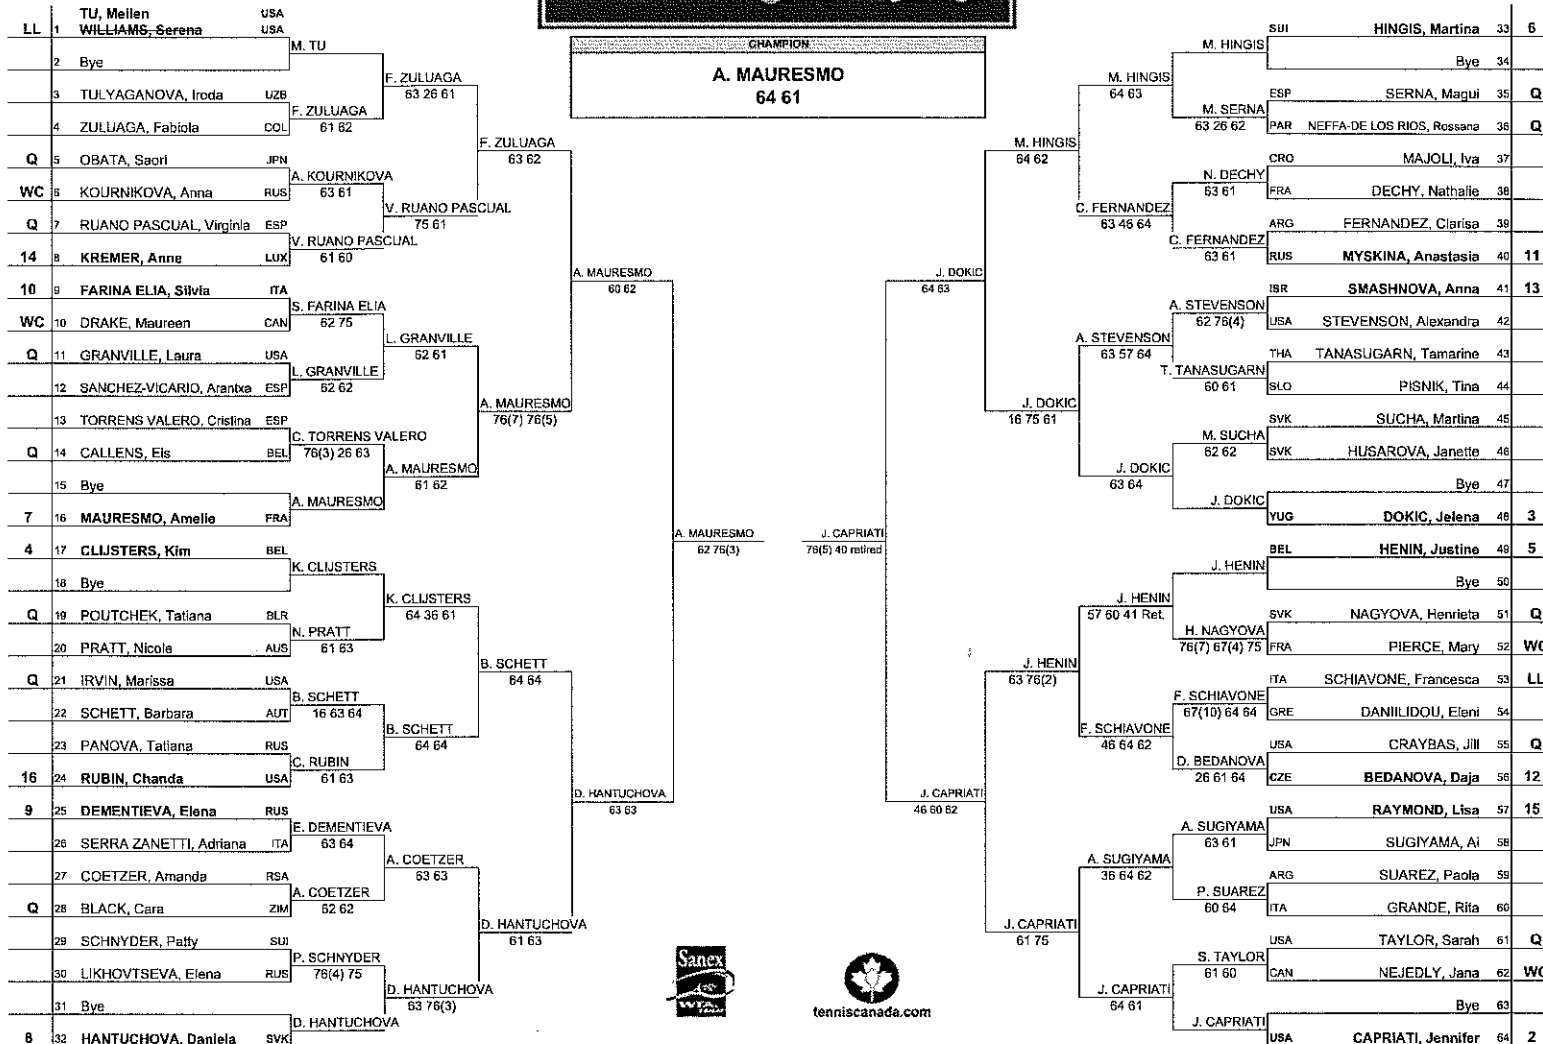 TU, Meilen USA
LL 1 WILLIAMS, Serena USA
2 Bye
3 TULYAGANOVA, Iroda UZB
4 ZULUAGA, Fabiola COL
Q 5 OBATA, Saori JPN
WC 6 KOURNIKOVA, Anna RUS
Q 7 RUANO PASCUAL, Virginia ESP
14 8 KREMER, Anne LUX
10 9 FARINA ELIA, Silvia ITA
WC 10 DRAKE, Maureen CAN
Q 11 GRANVILLE, Laura USA
12 SANCHEZ-VICARIO, Arantxa ESP
13 TORRENS VALERO, Cristina ESP
Q 14 CALLENS, Els BEL
15 Bye
7 16 MAURESMO, Amelie FRA
4 17 CLIJSTERS, Kim BEL
18 Bye
Q 19 POUTCHEK, Tatiana BLR
20 PRATT, Nicole AUS
Q 21 IRVIN, Marissa USA
22 SCHETT, Barbara AUT
23 PANOVA, Tatiana RUS
16 24 RUBIN, Chanda USA
9 25 DEMENTIEVA, Elena RUS
26 SERRA ZANETTI, Adriana ITA
27 COETZER, Amanda RSA
Q 28 BLACK, Cara ZIM
29 SCHNYDER, Patty SUI
30 LIKHOVTSEVA, Elena RUS
31 Bye
8 32 HANTUCHOVA, Daniela SVK
M. TU
F. ZULUAGA
61 62
A. KOURNIKOVA
63 61
V. RUANO PASCUAL
61 60
S. FARINA ELIA
62 75
L. GRANVILLE
62 62
C. TORRENS VALERO
76(3) 26 63
A. MAURESMO
K. CLIJSTERS
N. PRATT
61 63
B. SCHETT
16 63 64
C. RUBIN
61 63
E. DEMENTIEVA
63 64
A. COETZER
62 62
P. SCHNYDER
76(4) 75
D. HANTUCHOVA
F. ZULUAGA
63 26 61
V. RUANO PASCUAL
75 61
L. GRANVILLE
62 61
A. MAURESMO
61 62
K. CLIJSTERS
64 36 61
B. SCHETT
64 64
A. COETZER
63 63
D. HANTUCHOVA
63 76(3)
F. ZULUAGA
63 62
A. MAURESMO
76(7) 76(5)
B. SCHETT
64 64
D. HANTUCHOVA
61 63
A. MAURESMO
60 62
D. HANTUCHOVA
63 63
A. MAURESMO
62 76(3)
CHAMPION
A. MAURESMO
64 61
J. CAPRIATI
76(5) 40 retired
J. DOKIC
64 63
J. CAPRIATI
46 60 62
M. HINGIS
64 62
J. DOKIC
16 75 61
J. HENIN
63 76(2)
J. CAPRIATI
61 75
M. HINGIS
64 63
C. FERNANDEZ
63 46 64
A. STEVENSON
63 57 64
J. DOKIC
63 64
J. HENIN
57 60 41 Ret.
F. SCHIAVONE
46 64 62
A. SUGIYAMA
36 64 62
J. CAPRIATI
64 61
M. HINGIS
M. SERNA
63 26 62
N. DECHY
63 61
C. FERNANDEZ
63 61
A. STEVENSON
62 76(4)
T. TANASUGARN
60 61
M. SUCHA
62 62
J. DOKIC
J. HENIN
H. NAGYOVA
76(7) 67(4) 75
F. SCHIAVONE
67(10) 64 64
D. BEDANOVA
26 61 64
A. SUGIYAMA
63 61
P. SUAREZ
60 64
S. TAYLOR
61 60
J. CAPRIATI
SUI HINGIS, Martina 33 6
Bye 34
ESP SERNA, Magui 35 Q
PAR NEFFA-DE LOS RIOS, Rossana 36 Q
CRO MAJOLI, Iva 37
FRA DECHY, Nathalie 38
ARG FERNANDEZ, Clarisa 39
RUS MYSKINA, Anastasia 40 11
ISR SMASHNOVA, Anna 41 13
USA STEVENSON, Alexandra 42
THA TANASUGARN, Tamarine 43
SLO PISNIK, Tina 44
SVK SUCHA, Martina 45
SVK HUSAROVA, Janette 46
Bye 47
YUG DOKIC, Jelena 48 3
BEL HENIN, Justine 49 5
Bye 50
SVK NAGYOVA, Henrieta 51 Q
FRA PIERCE, Mary 52 WC
ITA SCHIAVONE, Francesca 53 LL
GRE DANIILIDOU, Eleni 54
USA CRAYBAS, Jill 55 Q
CZE BEDANOVA, Daja 56 12
USA RAYMOND, Lisa 57 15
JPN SUGIYAMA, Ai 58
ARG SUAREZ, Paola 59
ITA GRANDE, Rita 60
USA TAYLOR, Sarah 61 Q
CAN NEJEDLY, Jana 62 WC
Bye 63
USA CAPRIATI, Jennifer 64 2
Sanex
WTA
tenniscanada.com